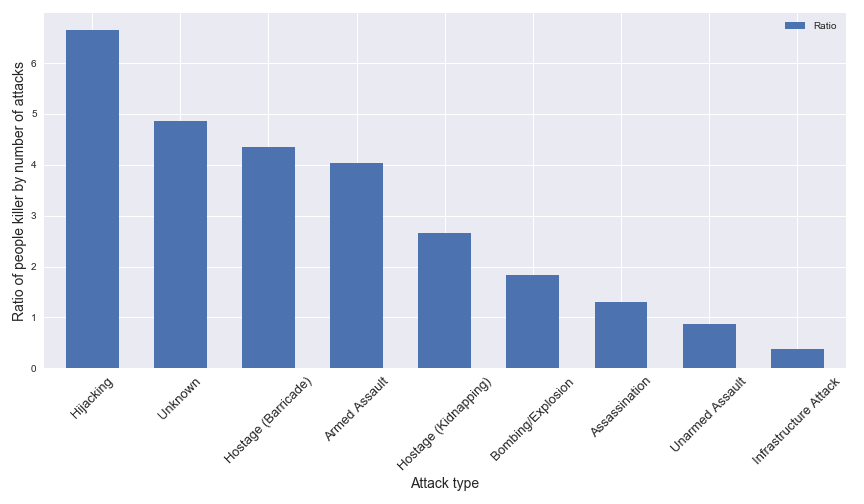 Ratio
Ratio of people killer by number of attacks
6
5
4
3
2
1
0
Hijacking
Unknown
Hostage (Barricade)
Armed Assault
Hostage (Kidnapping)
Bombing/Explosion
Assassination
Unarmed Assault
Infrastructure Attack
Attack type